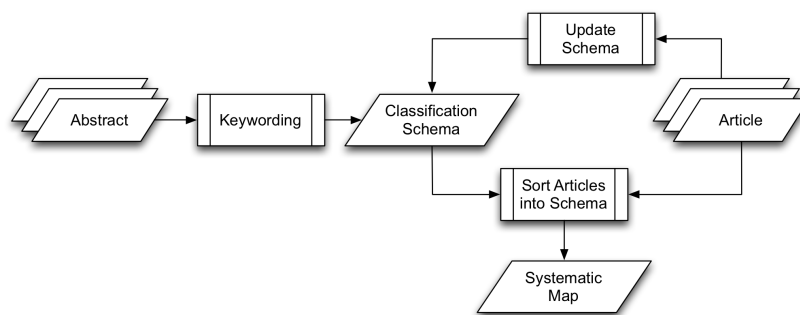 Update
Schema
Abstract
Keywording
Classification
Schema
Article
Sort Articles
into Schema
Systematic
Map